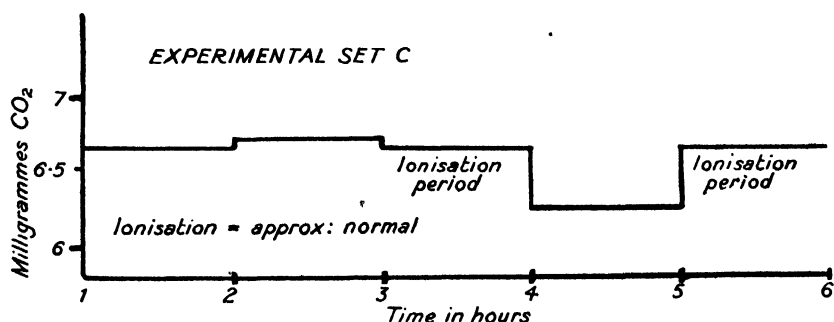 EXPERIMENTAL SET C
Milligrammes CO₂
7
6·5
6
Ionisation period
Ionisation period
Ionisation = approx: normal
1 2 3 4 5 6
Time in hours